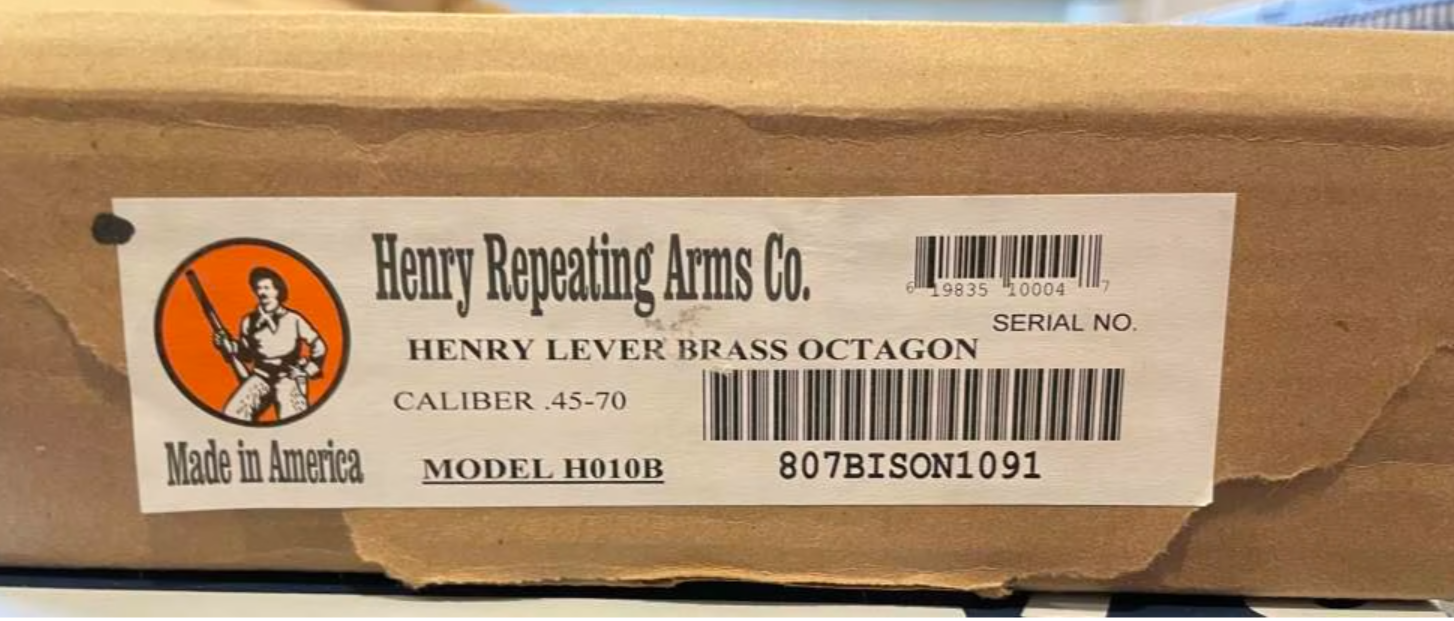 Henry Repeating Arms Co.
6 19835 10004 7
SERIAL NO.
HENRY LEVER BRASS OCTAGON
CALIBER .45-70
Made in America
MODEL H010B
807BISON1091